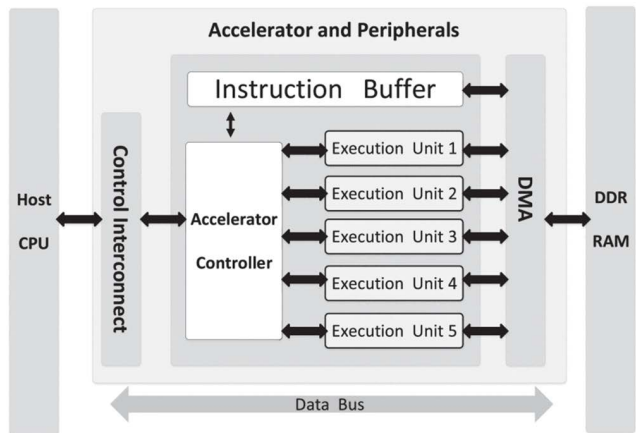 Accelerator and Peripherals
Instruction Buffer
Host
CPU
Control Interconnect
Accelerator
Controller
Execution Unit 1
Execution Unit 2
Execution Unit 3
Execution Unit 4
Execution Unit 5
DMA
DDR
RAM
Data Bus